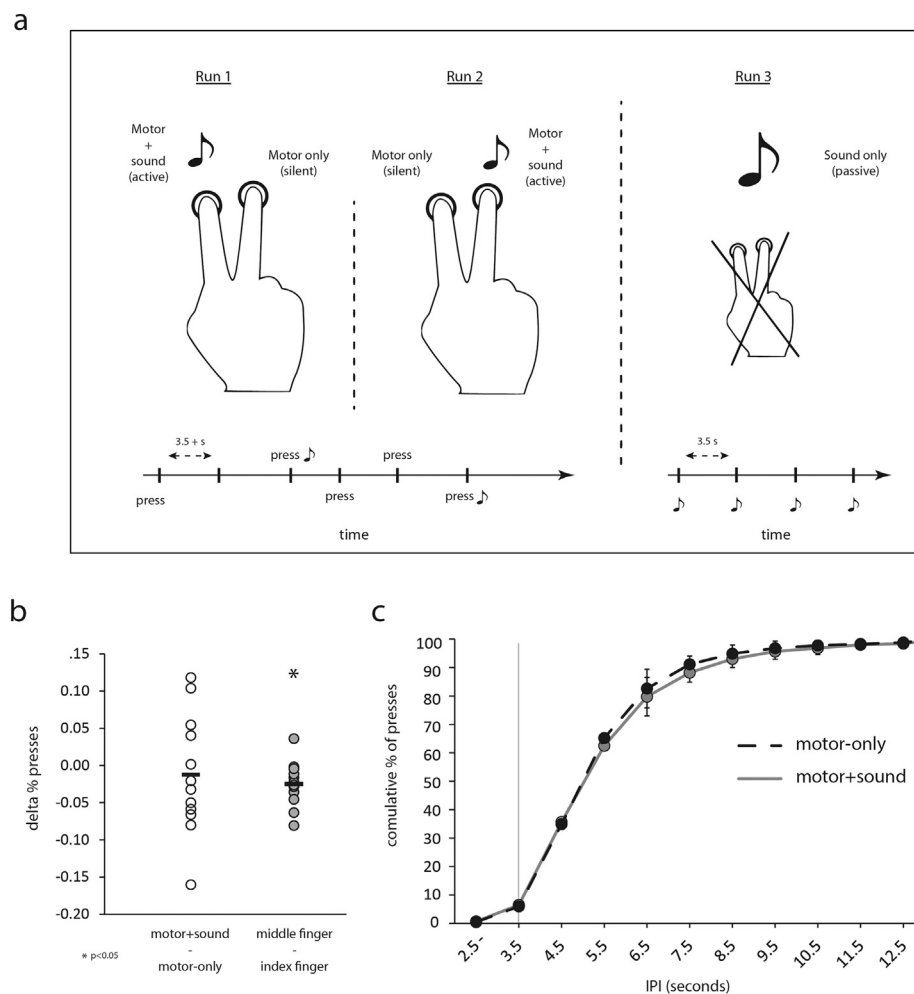 a
Run 1
Run 2
Run 3
Motor
+
sound
(active)
Motor only
(silent)
Motor only
(silent)
Motor
+
sound
(active)
Sound only
(passive)
3.5 + s
press
press
press
press
press
time
3.5 s
time
b
.15
0.10
0.05
0.00
-0.05
-0.10
-0.15
-0.20
delta % presses
*
motor+sound
-
motor-only
middle finger
-
index finger
* p<0.05
c
100
90
80
70
60
50
40
30
20
10
0
comulative % of presses
motor-only
motor+sound
2.5 -
3.5
4.5
5.5
6.5
7.5
8.5
9.5
10.5
11.5
12.5
IPI (seconds)